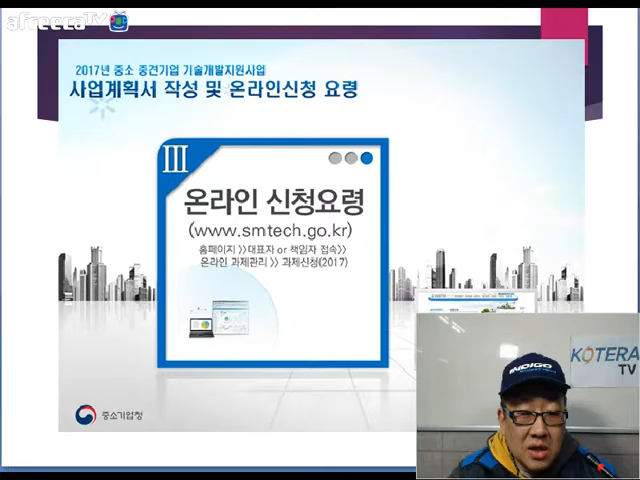 afreecaTV
2017년 중소 중견기업 기술개발지원사업
사업계획서 작성 및 온라인신청 요령
III
온라인 신청요령
(www.smtech.go.kr)
홈페이지 >> 대표자 or 책임자 접속>>
온라인 과제관리 >> 과제신청(2017)
중소기업청
KOTERA
TV
INDIGO